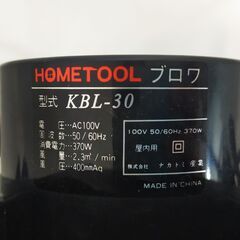 HOMETOOL ブロワ
型式 KBL-30
電圧…AC100V
周波数…50/60Hz
消費電力…370W
風量…2.3㎥/min
風圧…400mmAq
100V 50/60Hz 370W
屋内用 回
株式会社 ナカトミ産業
MADE IN CHINA